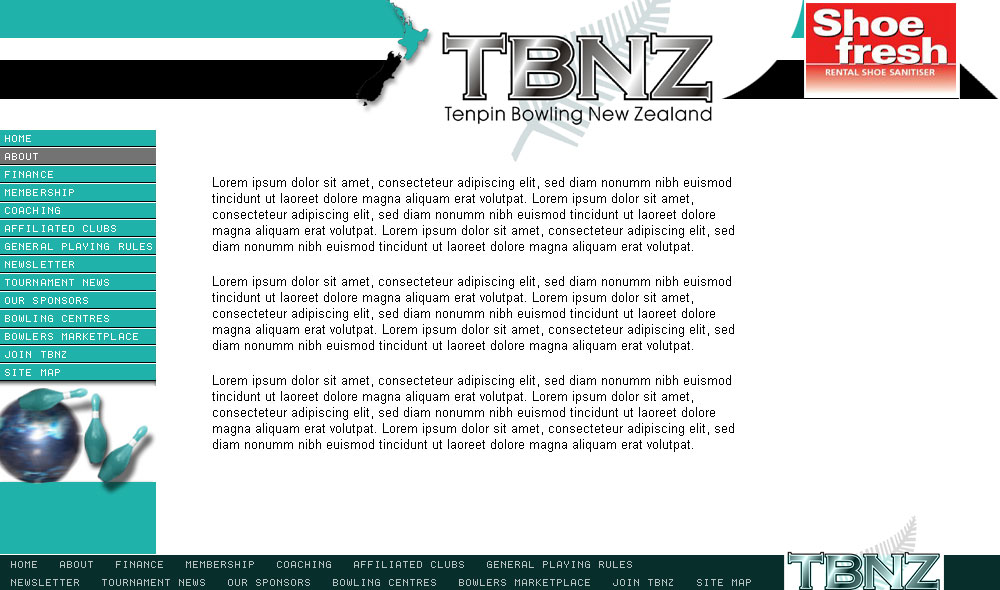 TBNZ
Tenpin Bowling New Zealand
Shoe
fresh
RENTAL SHOE SANITISER
HOME
ABOUT
FINANCE
MEMBERSHIP
COACHING
AFFILIATED CLUBS
GENERAL PLAYING RULES
NEWSLETTER
TOURNAMENT NEWS
OUR SPONSORS
BOWLING CENTRES
BOWLERS MARKETPLACE
JOIN TBNZ
SITE MAP
Lorem ipsum dolor sit amet, consecteteur adipiscing elit, sed diam nonumm nibh euismod
tincidunt ut laoreet dolore magna aliquam erat volutpat. Lorem ipsum dolor sit amet,
consecteteur adipiscing elit, sed diam nonumm nibh euismod tincidunt ut laoreet dolore
magna aliquam erat volutpat. Lorem ipsum dolor sit amet, consecteteur adipiscing elit, sed
diam nonumm nibh euismod tincidunt ut laoreet dolore magna aliquam erat volutpat.
Lorem ipsum dolor sit amet, consecteteur adipiscing elit, sed diam nonumm nibh euismod
tincidunt ut laoreet dolore magna aliquam erat volutpat. Lorem ipsum dolor sit amet,
consecteteur adipiscing elit, sed diam nonumm nibh euismod tincidunt ut laoreet dolore
magna aliquam erat volutpat. Lorem ipsum dolor sit amet, consecteteur adipiscing elit, sed
diam nonumm nibh euismod tincidunt ut laoreet dolore magna aliquam erat volutpat.
Lorem ipsum dolor sit amet, consecteteur adipiscing elit, sed diam nonumm nibh euismod
tincidunt ut laoreet dolore magna aliquam erat volutpat. Lorem ipsum dolor sit amet,
consecteteur adipiscing elit, sed diam nonumm nibh euismod tincidunt ut laoreet dolore
magna aliquam erat volutpat. Lorem ipsum dolor sit amet, consecteteur adipiscing elit, sed
diam nonumm nibh euismod tincidunt ut laoreet dolore magna aliquam erat volutpat.
HOME ABOUT FINANCE MEMBERSHIP COACHING AFFILIATED CLUBS GENERAL PLAYING RULES
NEWSLETTER TOURNAMENT NEWS OUR SPONSORS BOWLING CENTRES BOWLERS MARKETPLACE JOIN TBNZ SITE MAP
TBNZ